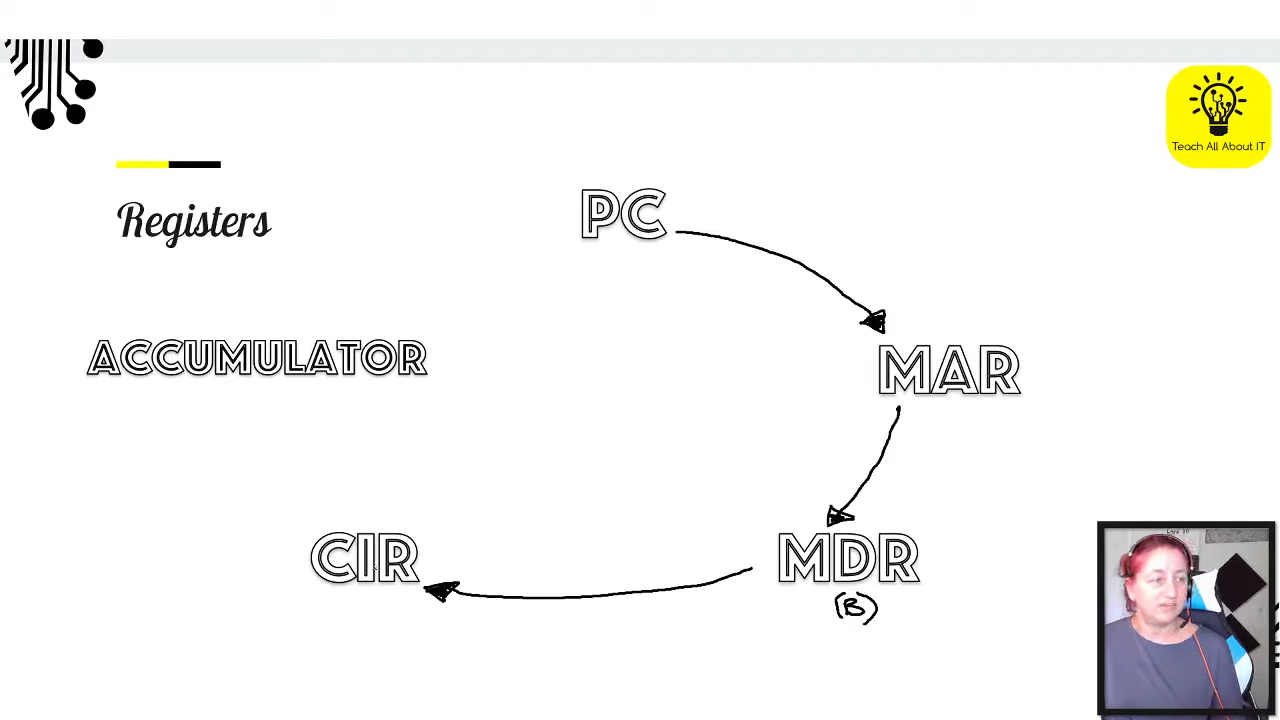 Teach All About IT
Registers
PC
ACCUMULATOR
MAR
CIR
MDR
(B)